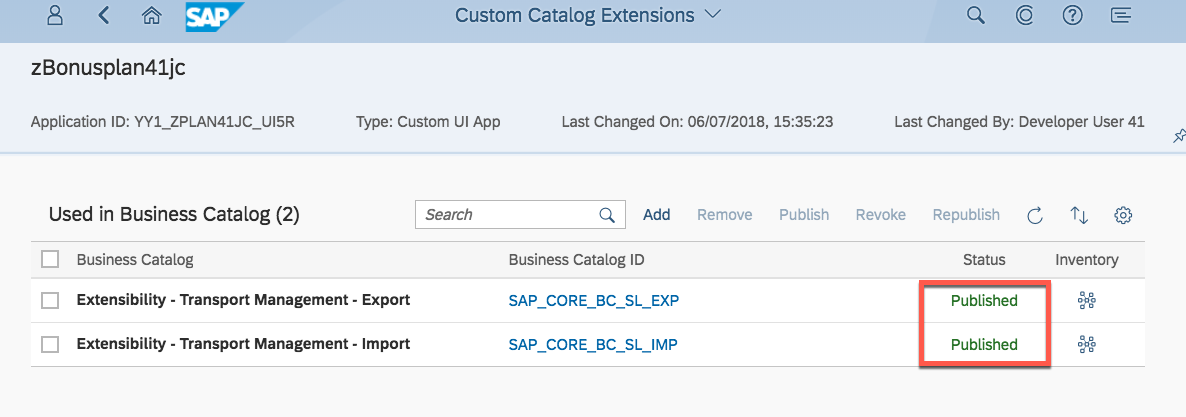 SAP Custom Catalog Extensions
zBonusplan41jc
Application ID: YY1_ZPLAN41JC_UI5R Type: Custom UI App Last Changed On: 06/07/2018, 15:35:23 Last Changed By: Developer User 41
Used in Business Catalog (2) Search Add Remove Publish Revoke Republish
Business Catalog Business Catalog ID Status Inventory
Extensibility - Transport Management - Export SAP_CORE_BC_SL_EXP Published
Extensibility - Transport Management - Import SAP_CORE_BC_SL_IMP Published